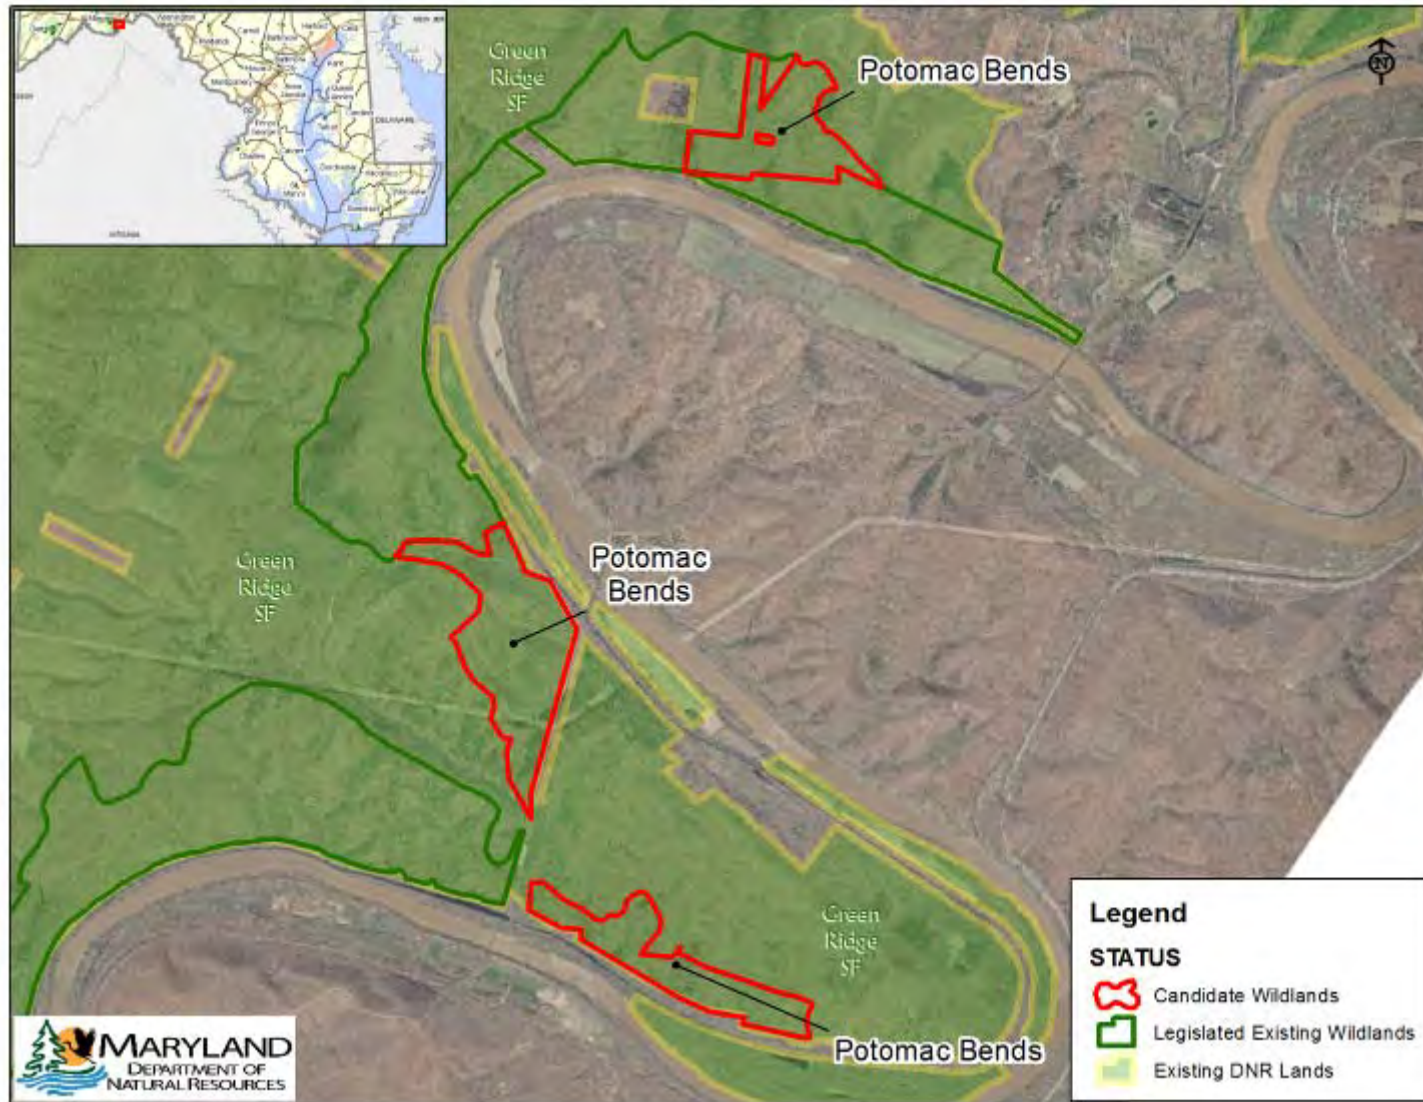 Green
Ridge
SF
Potomac Bends
N
Potomac
Bends
Green
Ridge
SF
Green
Ridge
SF
Potomac Bends
Legend
STATUS
Candidate Wildlands
Legislated Existing Wildlands
Existing DNR Lands
MARYLAND
DEPARTMENT OF
NATURAL RESOURCES